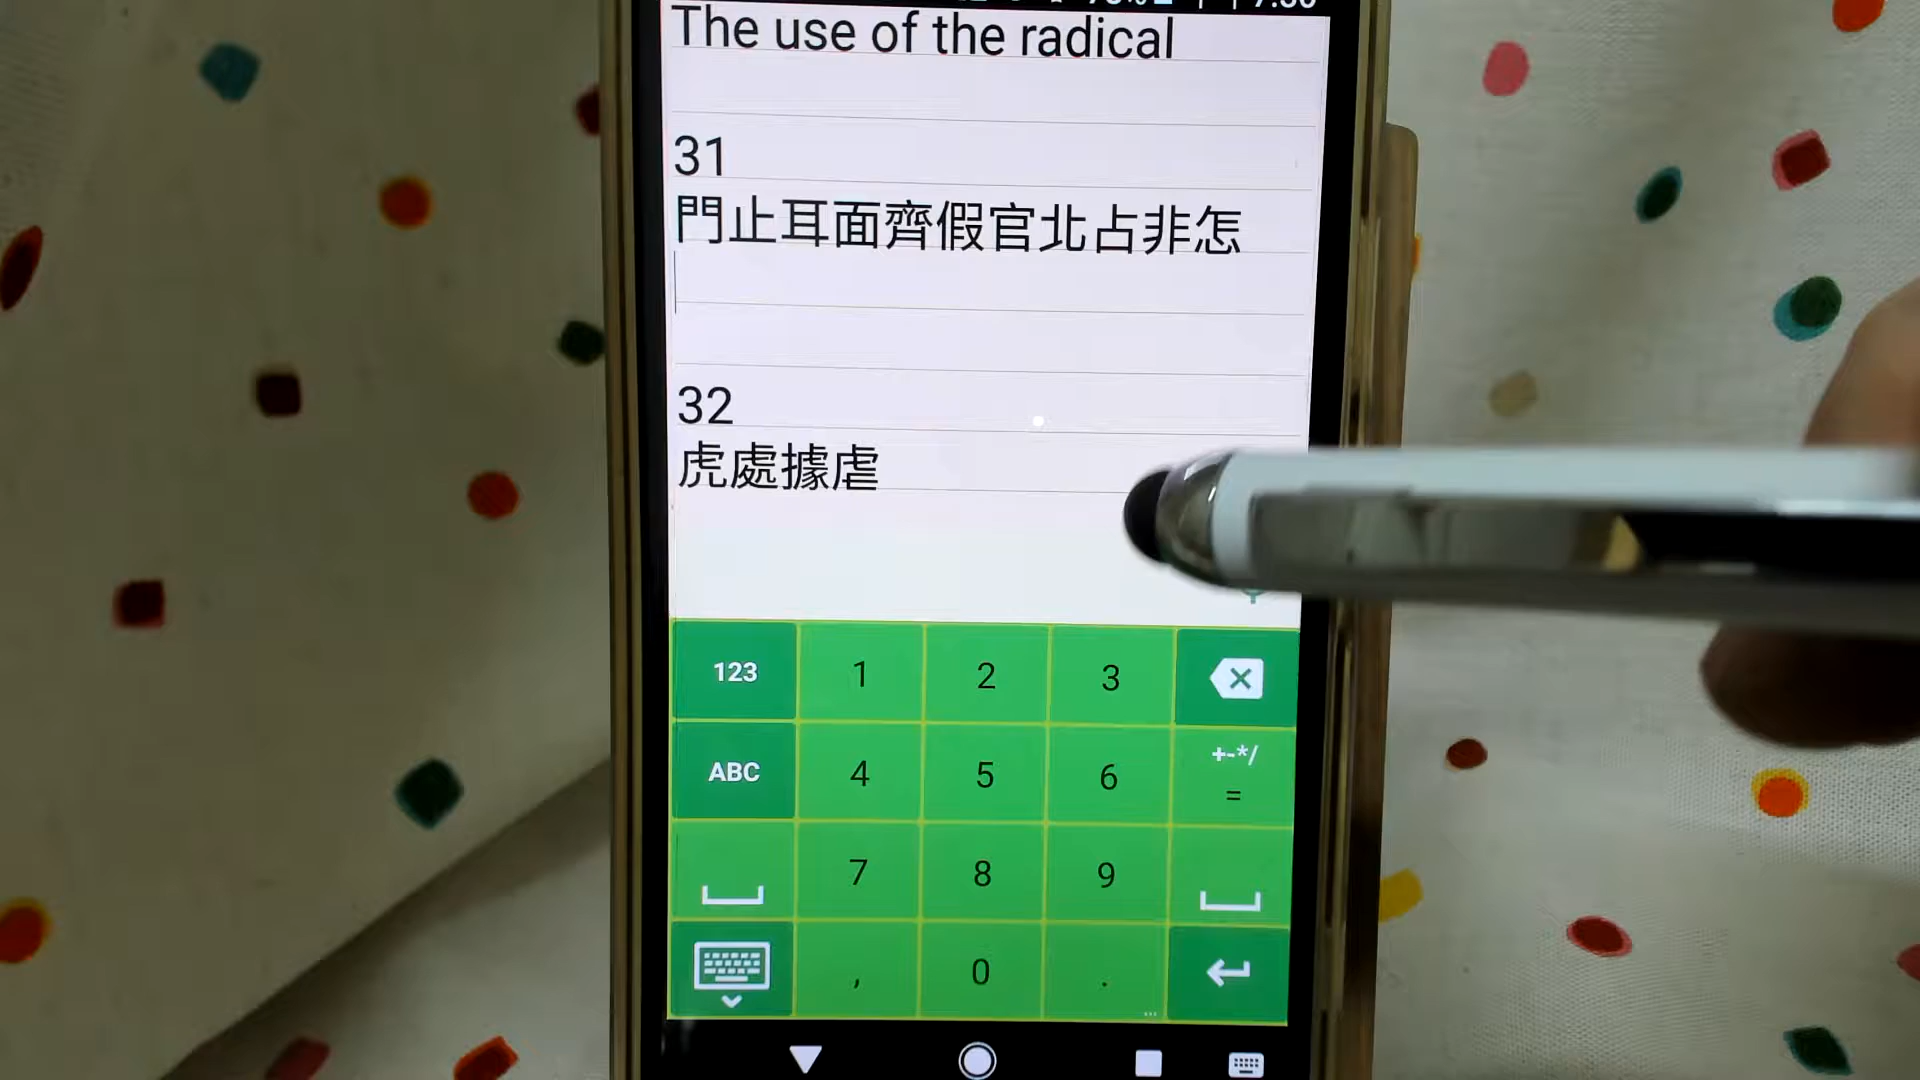 The use of the radical
31
門止耳面齊假官北占非怎
32
虎處據虐
123 1 2 3
ABC 4 5 6 +-*/ =
7 8 9
, 0 . ...